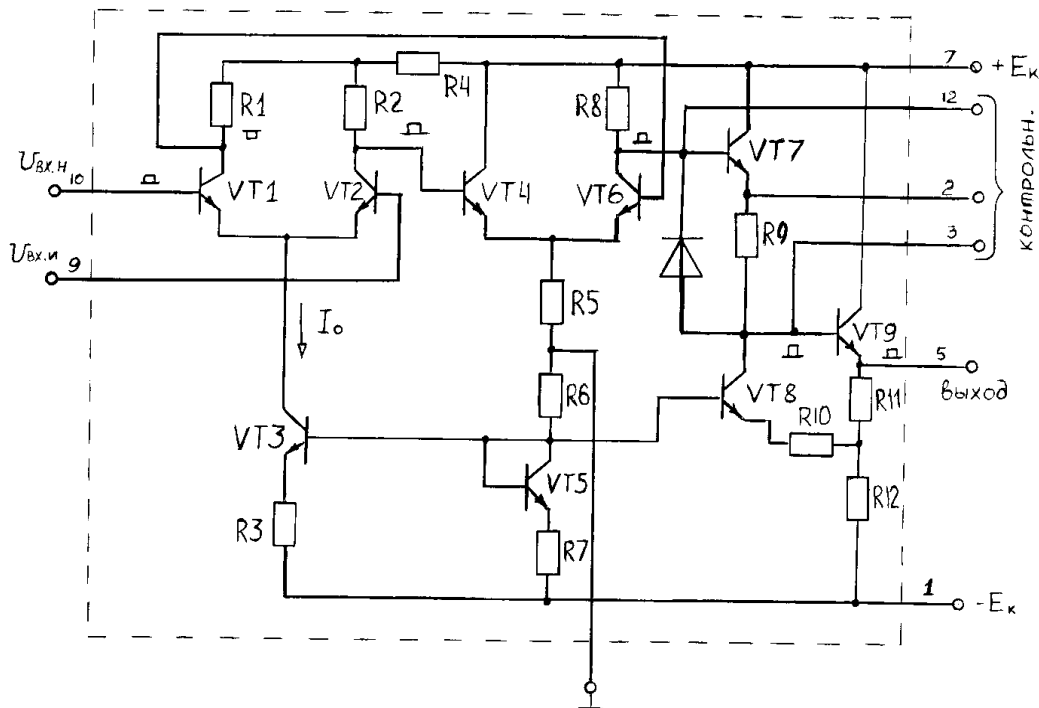 7
+ Eк
R1
R2
R4
R8
12
Uвх.н 10
VT1
VT2
VT4
VT6
VT7
2
Uвх.и 9
R9
3
контрольн.
I₀
R5
VT9
5
выход
R6
VT8
R10
R11
VT3
VT5
R12
R3
R7
1
- Eк